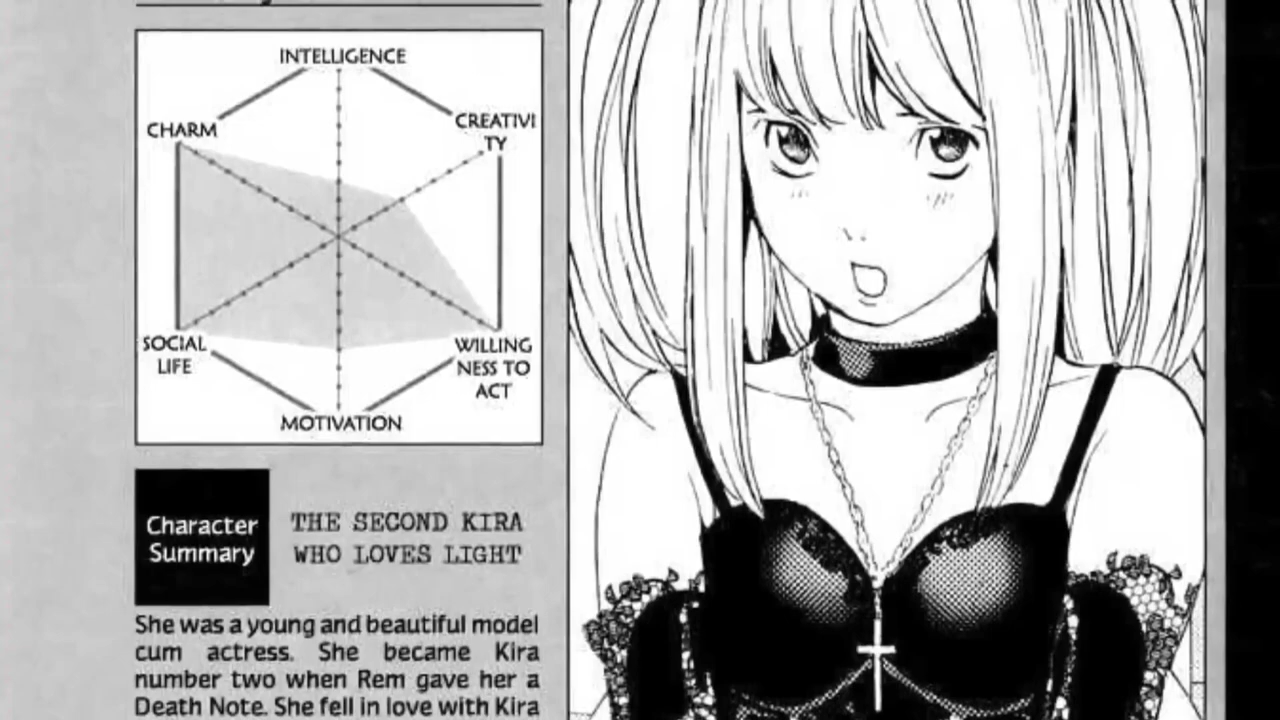 INTELLIGENCE
CHARM
CREATIVI
TY
SOCIAL
LIFE
WILLING
NESS TO
ACT
MOTIVATION
Character
Summary
THE SECOND KIRA
WHO LOVES LIGHT
She was a young and beautiful model
cum actress. She became Kira
number two when Rem gave her a
Death Note. She fell in love with Kira